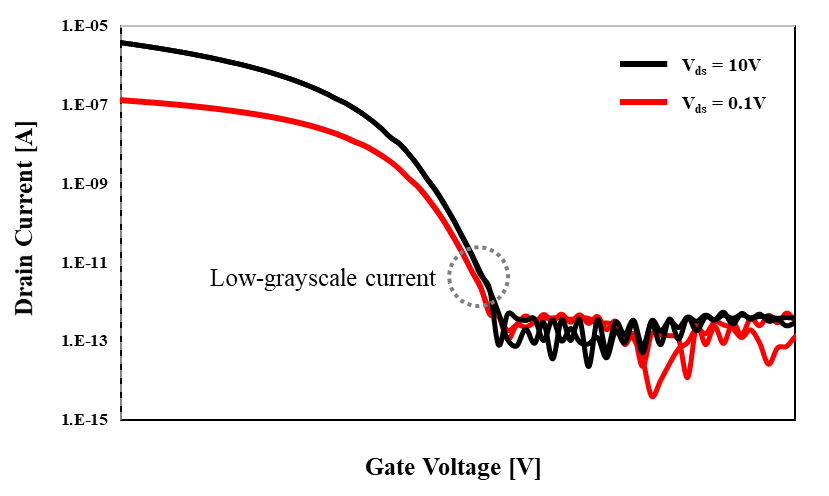 1.E-05
1.E-07
1.E-09
1.E-11
1.E-13
1.E-15
Drain Current [A]
Vds = 10V
Vds = 0.1V
Low-grayscale current
Gate Voltage [V]